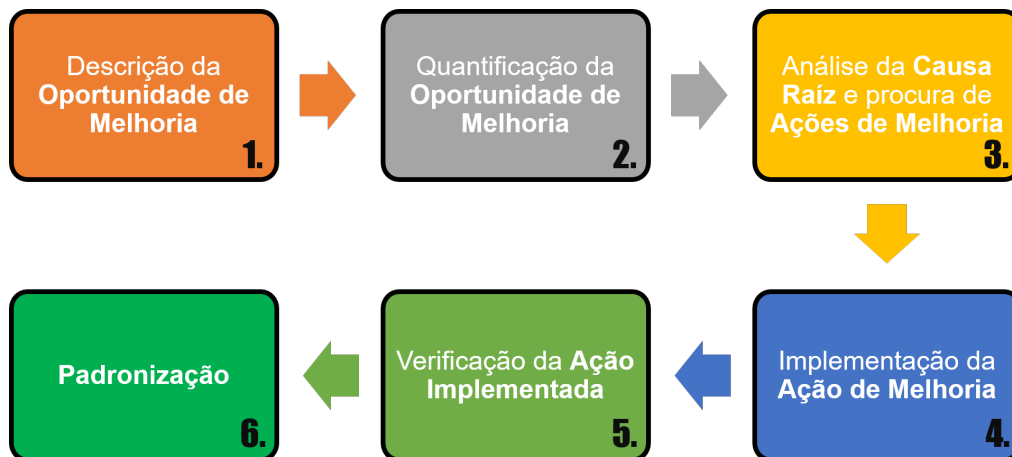 Descrição da
Oportunidade de
Melhoria
1.
Quantificação da
Oportunidade de
Melhoria
2.
Análise da Causa
Raíz e procura de
Ações de Melhoria
3.
Implementação da
Ação de Melhoria
4.
Verificação da Ação
Implementada
5.
Padronização
6.